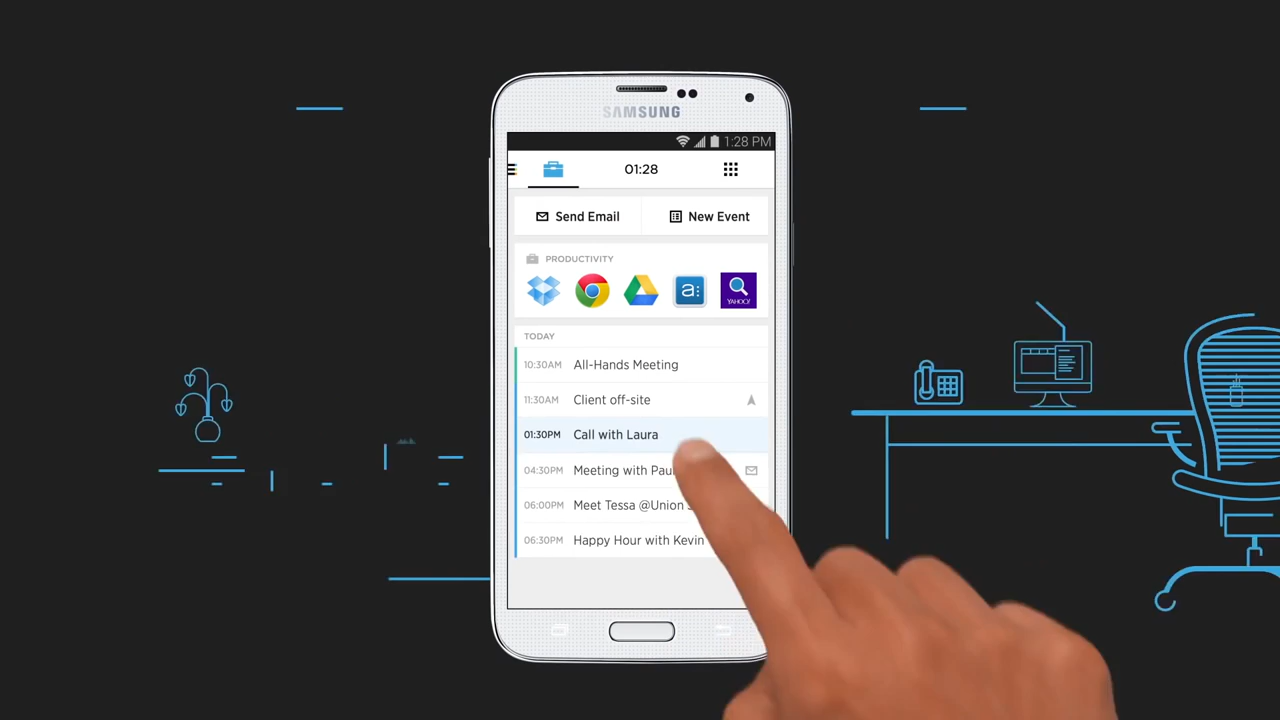 SAMSUNG
1:28 PM
01:28
Send Email
New Event
PRODUCTIVITY
a:
YAHOO!
TODAY
10:30AM All-Hands Meeting
11:30AM Client off-site
01:30PM Call with Laura
04:30PM Meeting with
06:00PM Meet Tessa @Union
06:30PM Happy Hour with Kevin